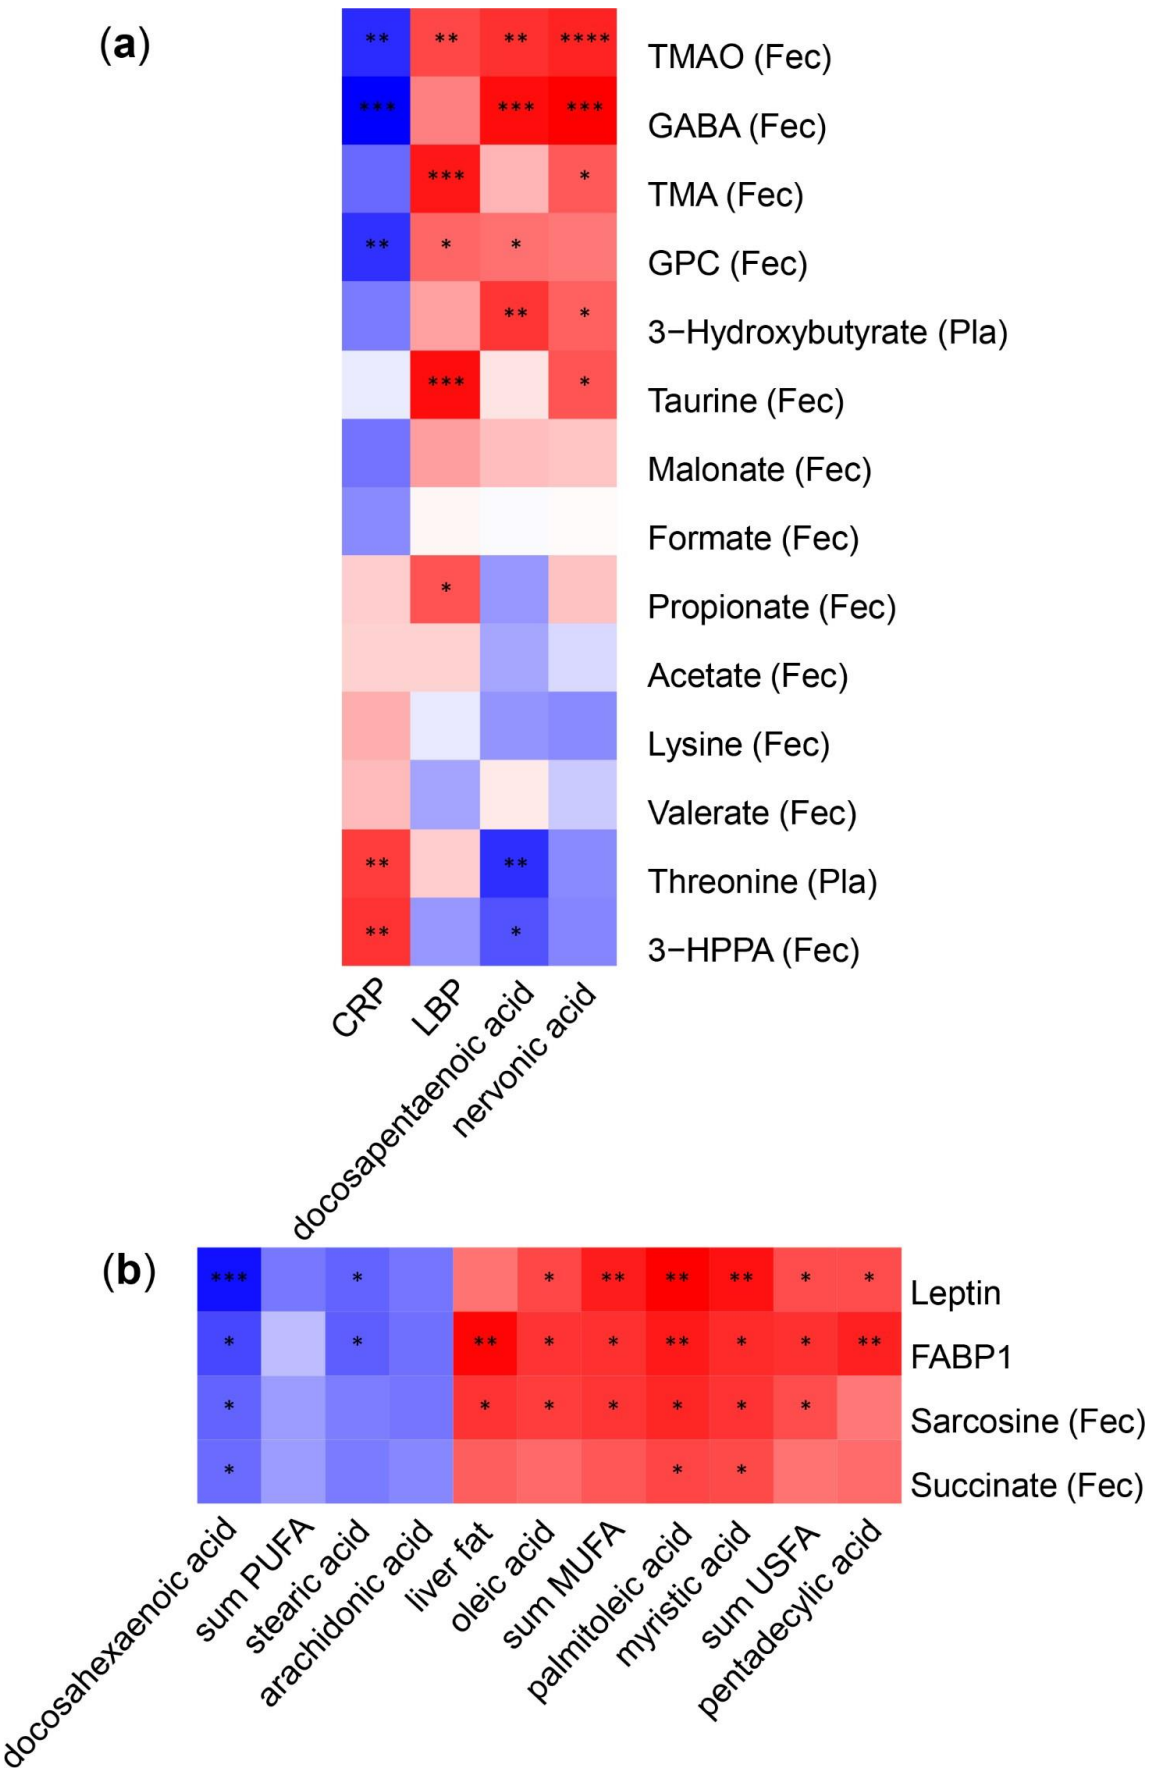 (a)
** ** ** **** TMAO (Fec)
*** *** *** GABA (Fec)
*** * TMA (Fec)
** * * GPC (Fec)
** * 3−Hydroxybutyrate (Pla)
*** * Taurine (Fec)
Malonate (Fec)
Formate (Fec)
* Propionate (Fec)
Acetate (Fec)
Lysine (Fec)
Valerate (Fec)
** ** Threonine (Pla)
** * 3−HPPA (Fec)
CRP
LBP
docosapentaenoic acid
nervonic acid
(b)
*** * * ** ** ** * * Leptin
* * ** * * ** * * ** FABP1
* * * * * * * Sarcosine (Fec)
* * * Succinate (Fec)
docosahexaenoic acid
sum PUFA
stearic acid
arachidonic acid
liver fat
oleic acid
sum MUFA
palmitoleic acid
myristic acid
sum USFA
pentadecylic acid